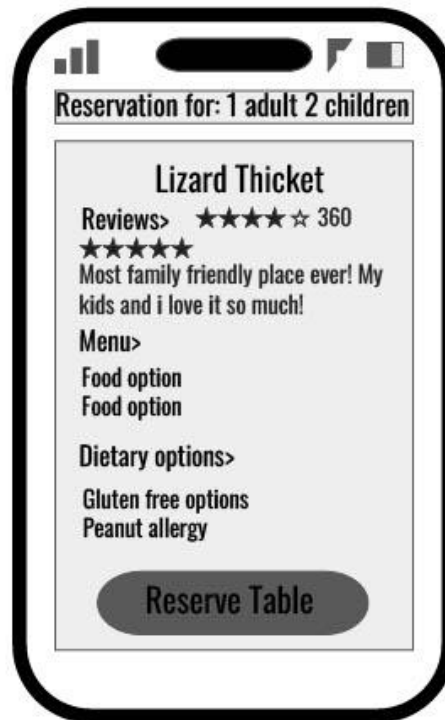 Reservation for: 1 adult 2 children
Lizard Thicket
Reviews> ★★★★☆ 360
★★★★★
Most family friendly place ever! My
kids and i love it so much!
Menu>
Food option
Food option
Dietary options>
Gluten free options
Peanut allergy
Reserve Table